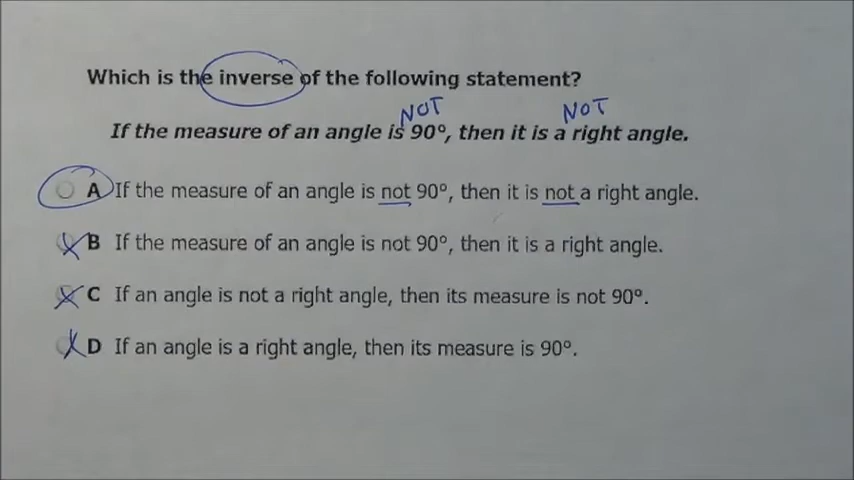 Which is the inverse of the following statement?
NOT NOT
If the measure of an angle is 90°, then it is a right angle.
A If the measure of an angle is not 90°, then it is not a right angle.
B If the measure of an angle is not 90°, then it is a right angle.
C If an angle is not a right angle, then its measure is not 90°.
D If an angle is a right angle, then its measure is 90°.